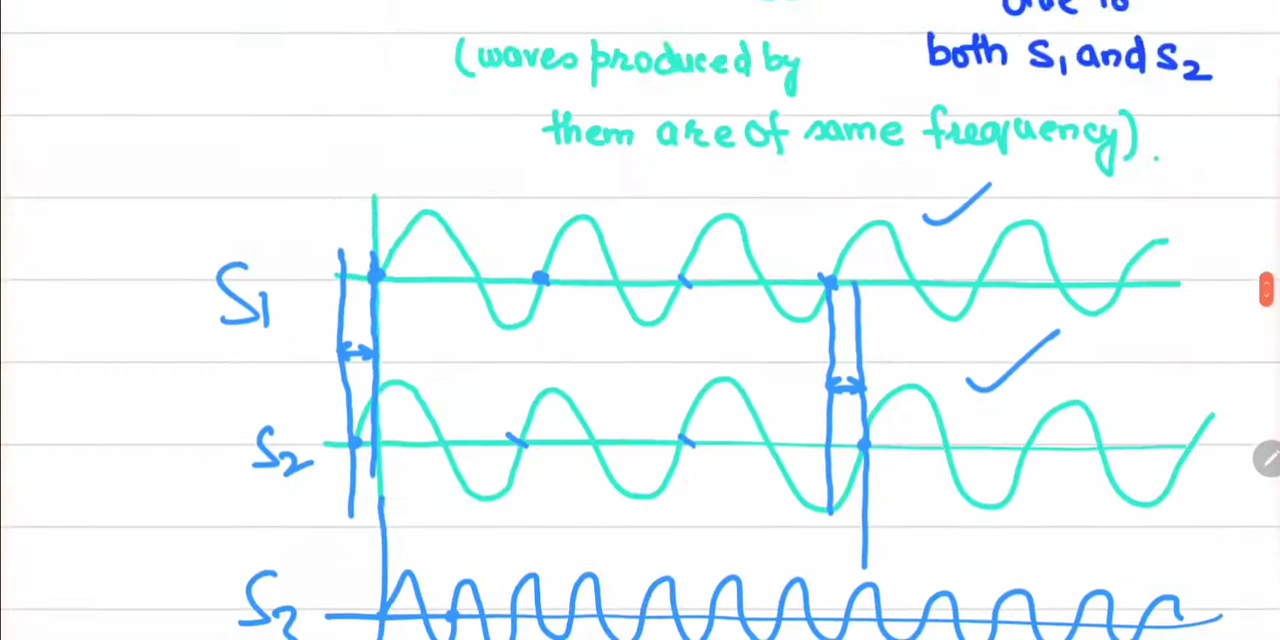 (waves produced by
both S1 and S2
them are of same frequency).
S1
S2
S2